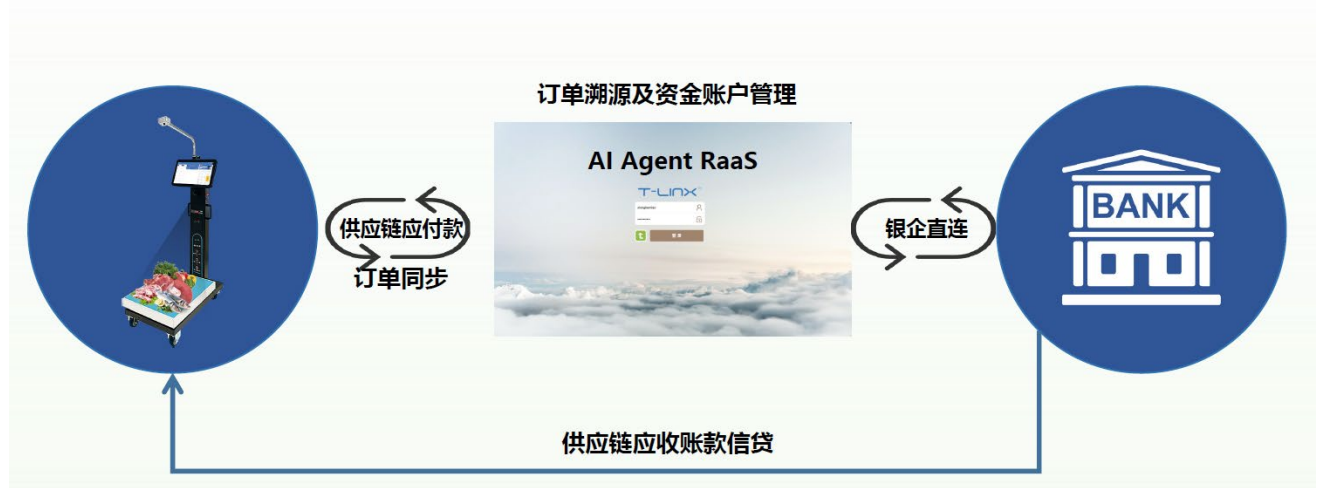 订单溯源及资金账户管理
AI Agent RaaS
T-LINX
供应链应付款
订单同步
银企直连
BANK
登录
供应链应收账款信贷